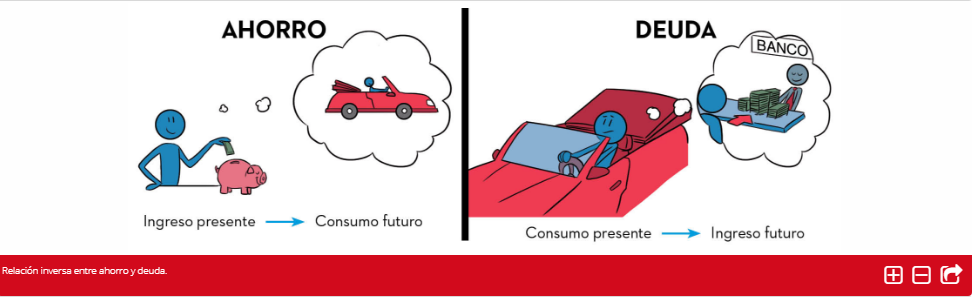 AHORRO
Ingreso presente
Consumo futuro
DEUDA
BANCO
Consumo presente
Ingreso futuro
Relación inversa entre ahorro y deuda.